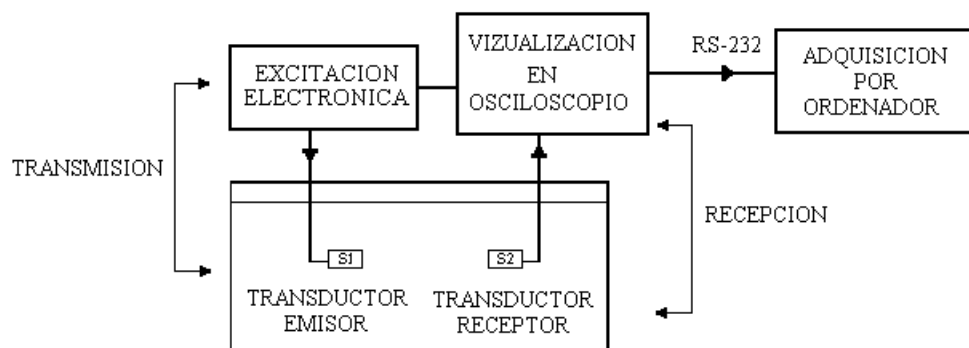 EXCITACION
ELECTRONICA
VIZUALIZACION
EN
OSCILOSCOPIO
RS-232
ADQUISICION
POR
ORDENADOR
TRANSMISION
RECEPCION
S1
S2
TRANSDUCTOR
EMISOR
TRANSDUCTOR
RECEPTOR